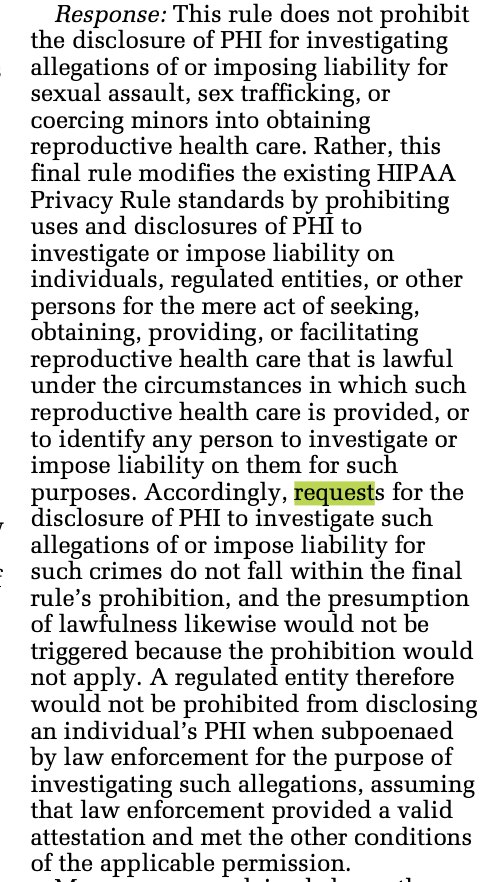 Response: This rule does not prohibit
the disclosure of PHI for investigating
allegations of or imposing liability for
sexual assault, sex trafficking, or
coercing minors into obtaining
reproductive health care. Rather, this
final rule modifies the existing HIPAA
Privacy Rule standards by prohibiting
uses and disclosures of PHI to
investigate or impose liability on
individuals, regulated entities, or other
persons for the mere act of seeking,
obtaining, providing, or facilitating
reproductive health care that is lawful
under the circumstances in which such
reproductive health care is provided, or
to identify any person to investigate or
impose liability on them for such
purposes. Accordingly, requests for the
disclosure of PHI to investigate such
allegations of or impose liability for
such crimes do not fall within the final
rule’s prohibition, and the presumption
of lawfulness likewise would not be
triggered because the prohibition would
not apply. A regulated entity therefore
would not be prohibited from disclosing
an individual’s PHI when subpoenaed
by law enforcement for the purpose of
investigating such allegations, assuming
that law enforcement provided a valid
attestation and met the other conditions
of the applicable permission.